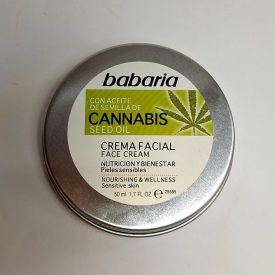 babaria
CON ACEITE
DE SEMILLA DE
CANNABIS
SEED OIL
CREMA FACIAL
FACE CREAM
NUTRICION Y BIENESTAR
Pieles sensibles
NOURISHING & WELLNESS
Sensitive skin
50 ml. 1,7 FL. OZ ℮